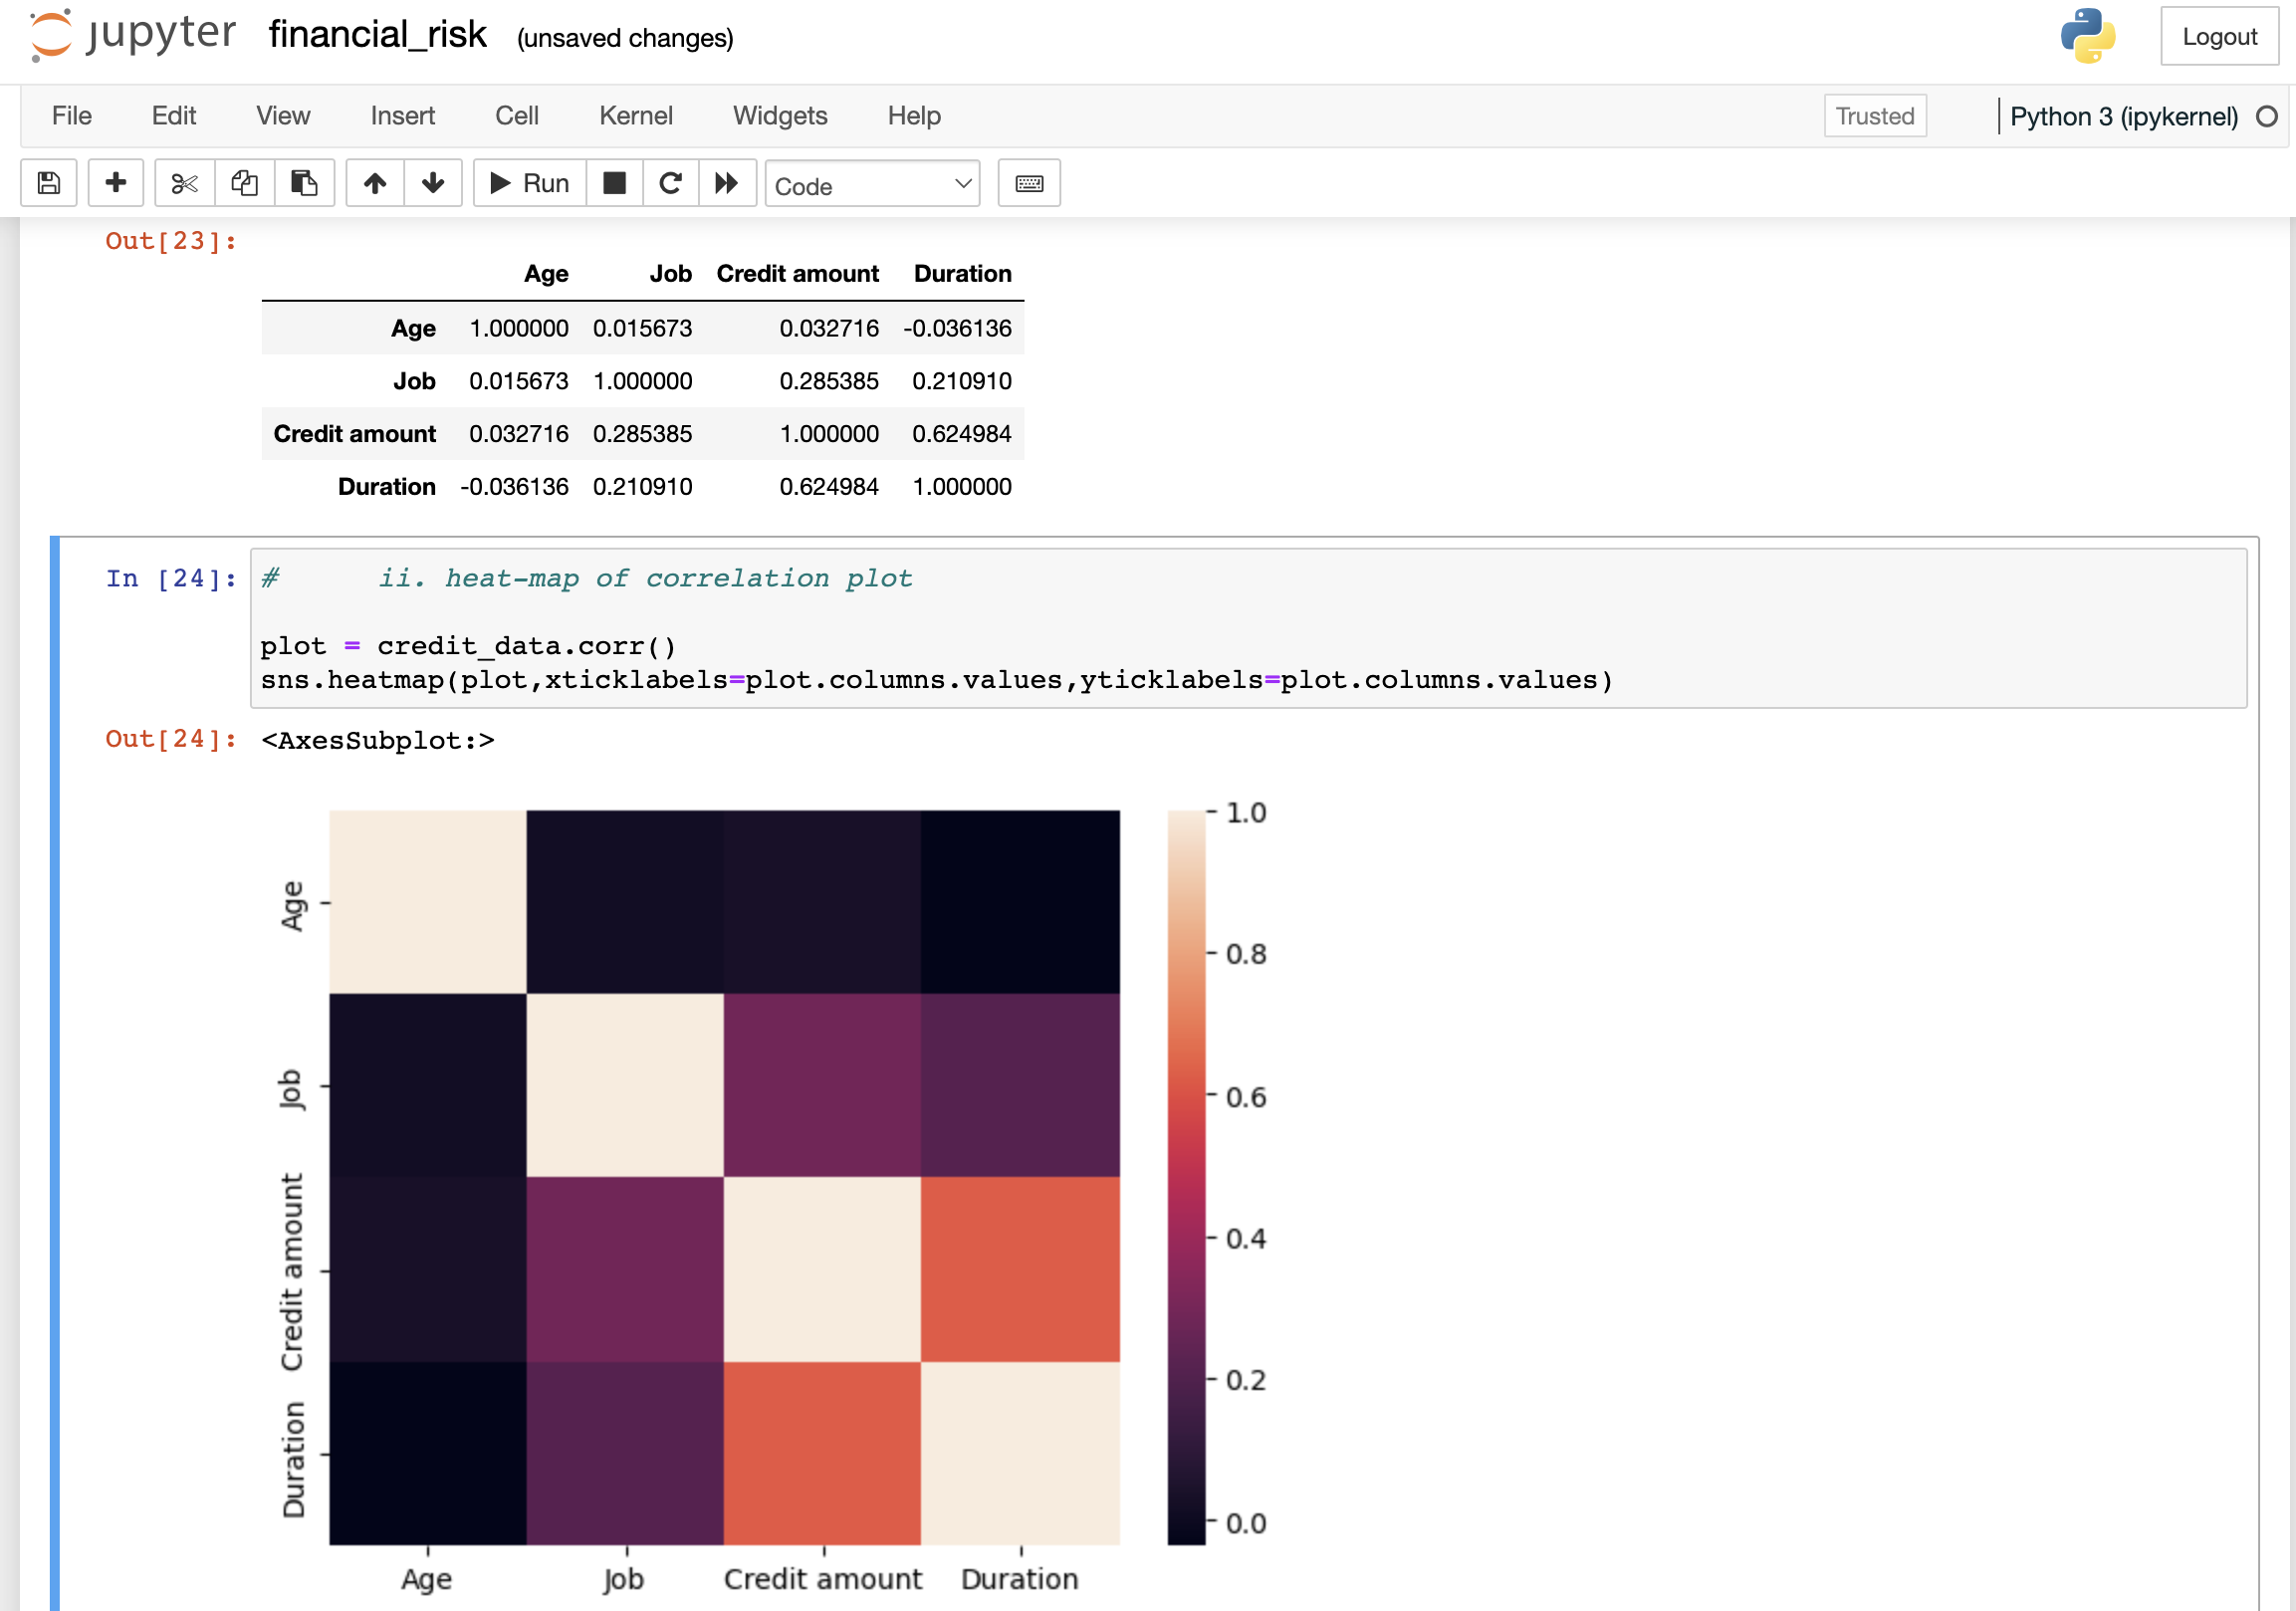 jupyter financial_risk (unsaved changes) Logout
File Edit View Insert Cell Kernel Widgets Help Trusted Python 3 (ipykernel)
Run Code
Out[23]:
Age Job Credit amount Duration
Age 1.000000 0.015673 0.032716 -0.036136
Job 0.015673 1.000000 0.285385 0.210910
Credit amount 0.032716 0.285385 1.000000 0.624984
Duration -0.036136 0.210910 0.624984 1.000000
In [24]: # ii. heat-map of correlation plot
plot = credit_data.corr()
sns.heatmap(plot,xticklabels=plot.columns.values,yticklabels=plot.columns.values)
Out[24]: <AxesSubplot:>
1.0
Age
0.8
Job
0.6
Credit amount
0.4
0.2
Duration
0.0
Age Job Credit amount Duration